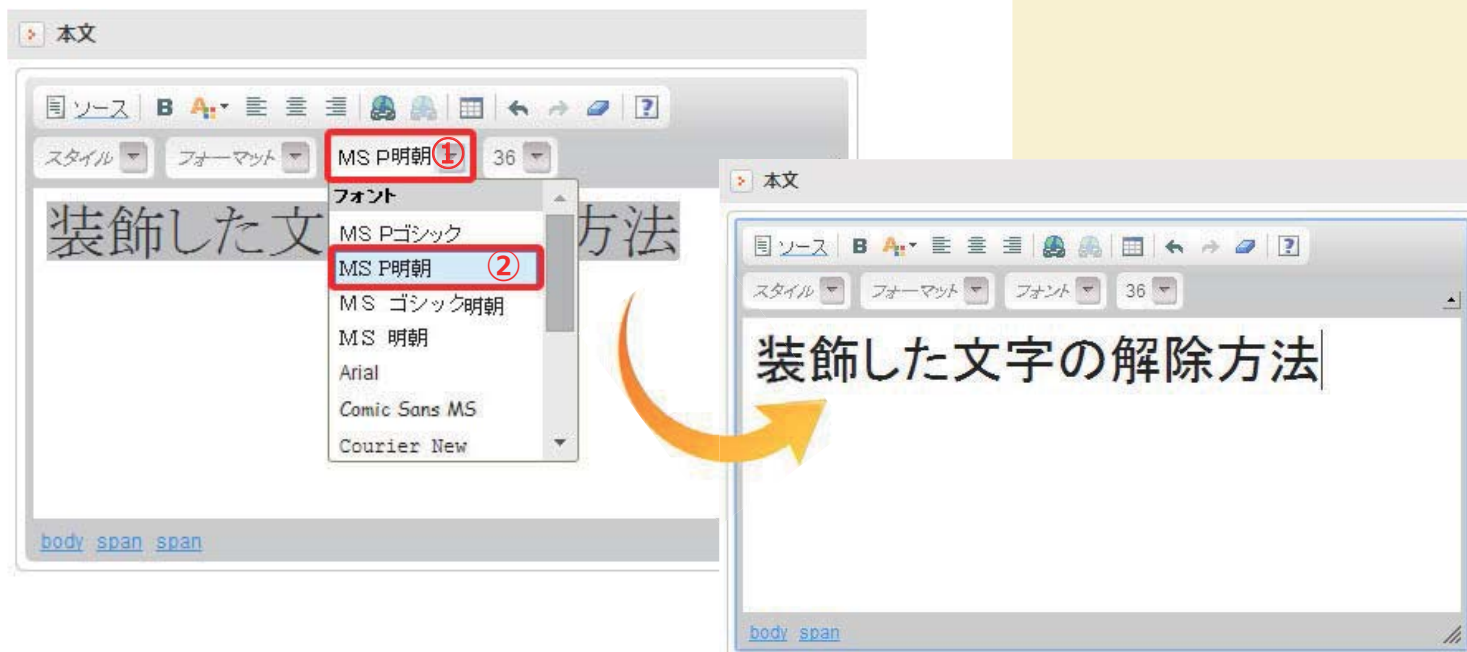 本文
ソース B A
スタイル フォーマット MS P明朝 ① 36
フォント
MS Pゴシック
MS P明朝 ②
MS ゴシック明朝
MS 明朝
Arial
Comic Sans MS
Courier New
装飾した文 方法
body span span
本文
ソース B A
スタイル フォーマット フォント 36
装飾した文字の解除方法
body span